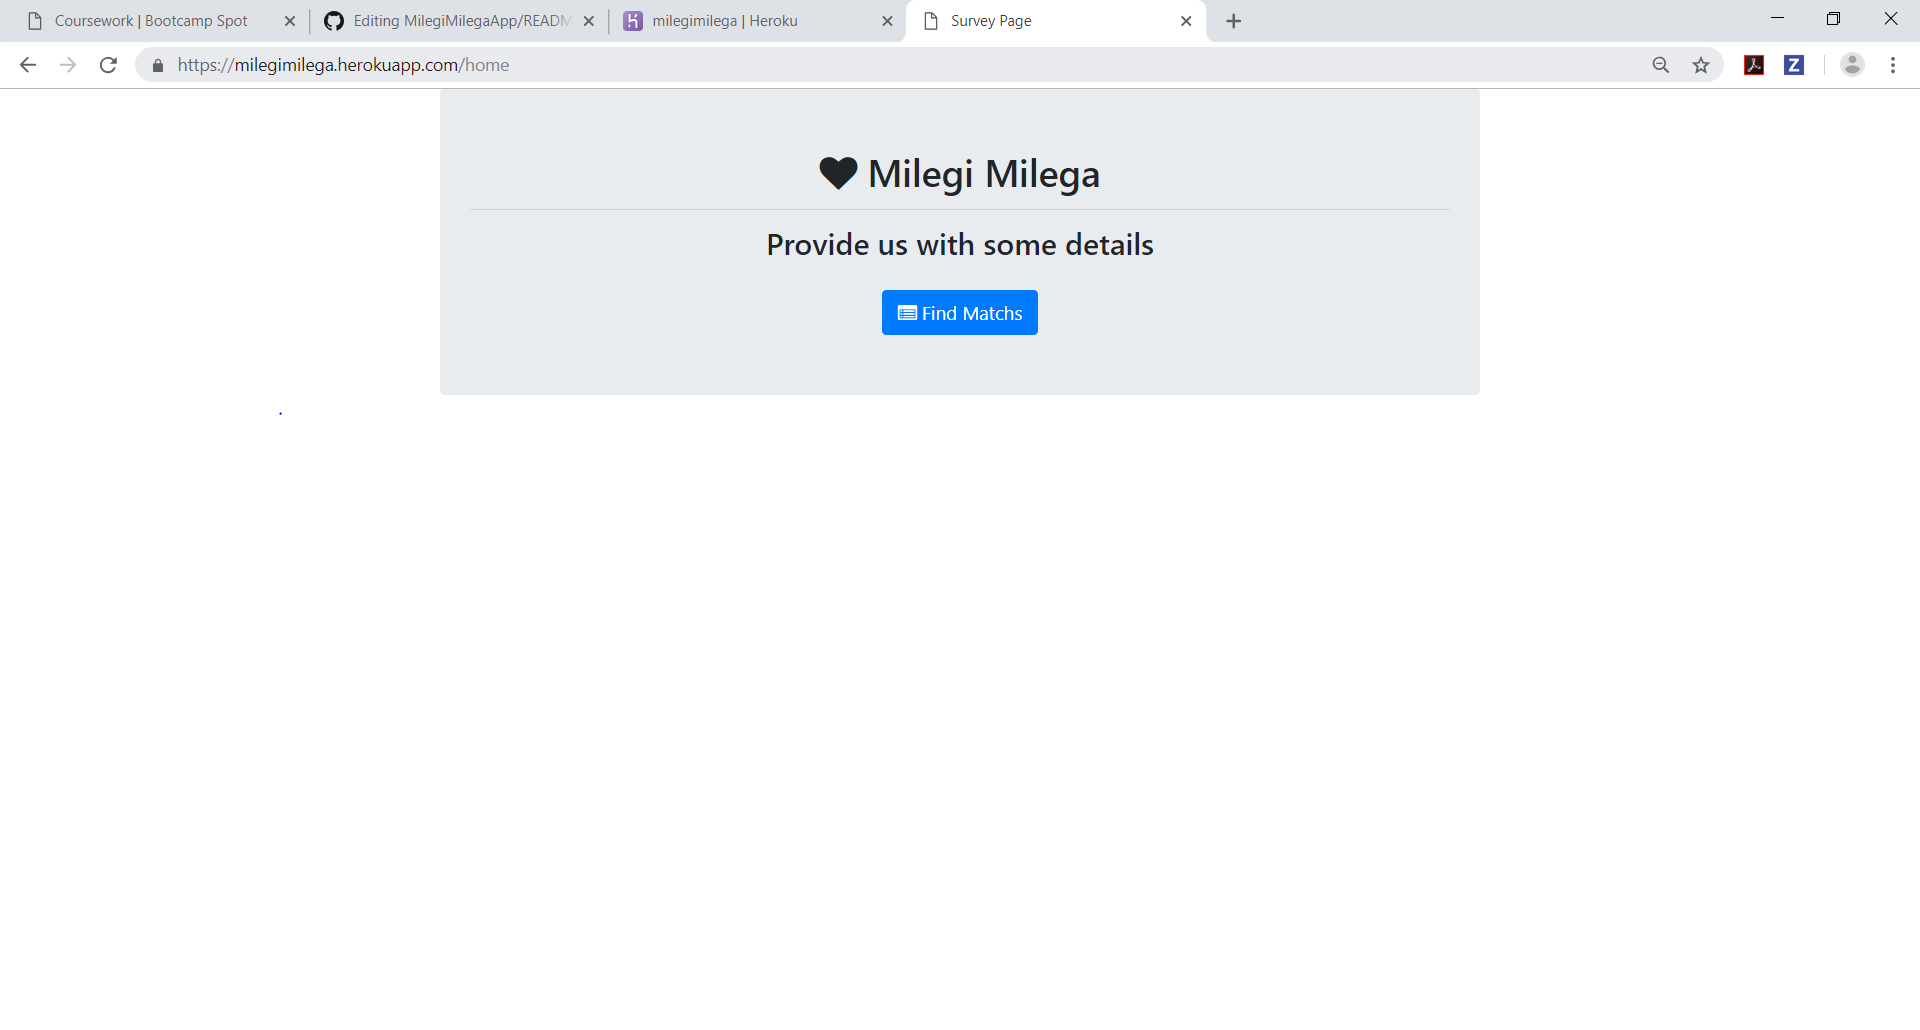 Coursework | Bootcamp Spot
Editing MilegiMilegaApp/READM
milegimilega | Heroku
Survey Page
https://milegimilega.herokuapp.com/home
Z
Milegi Milega
Provide us with some details
Find Matchs